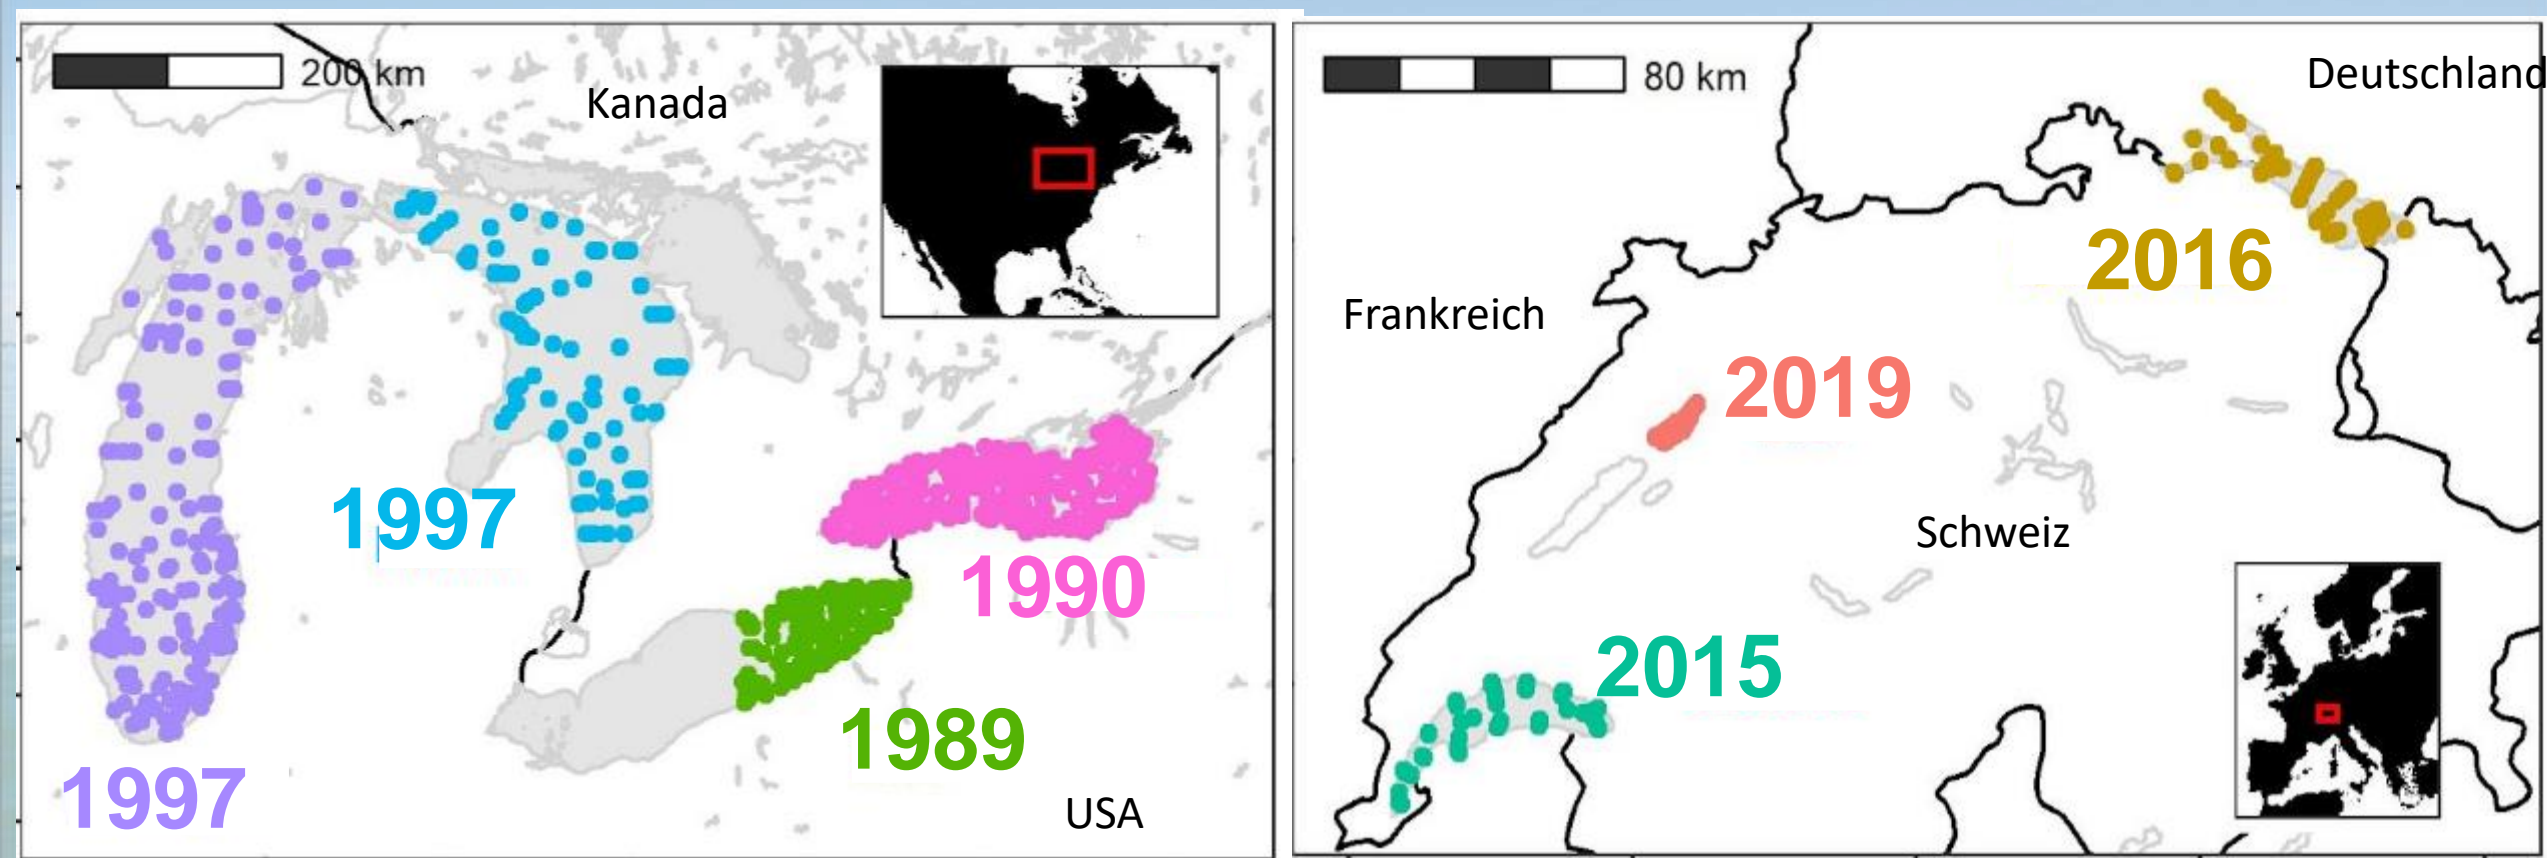 200 km
Kanada
1997
1997
1990
1989
USA
80 km
Deutschland
2016
Frankreich
2019
Schweiz
2015